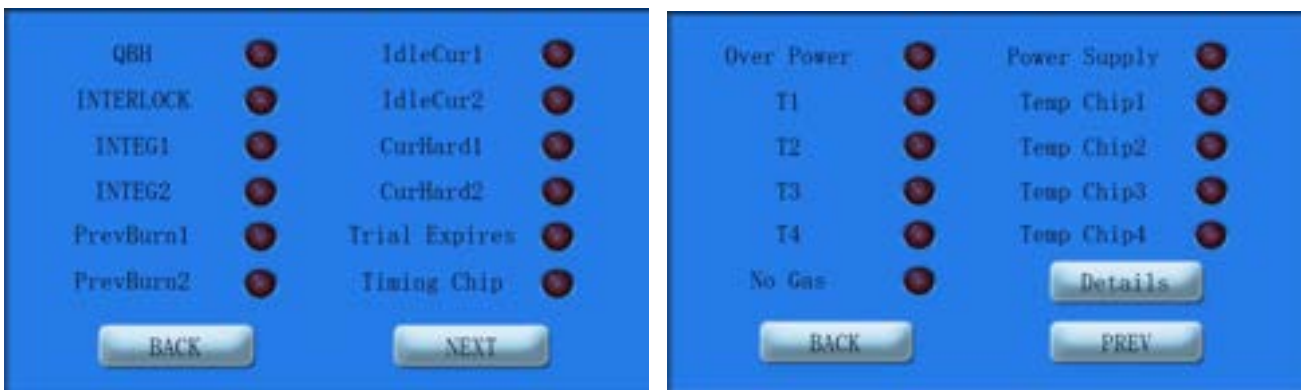 QBH IdleCur1
INTERLOCK IdleCur2
INTEG1 CurHard1
INTEG2 CurHard2
PrevBurn1 Trial Expires
PrevBurn2 Timing Chip
BACK NEXT
Over Power Power Supply
T1 Temp Chip1
T2 Temp Chip2
T3 Temp Chip3
T4 Temp Chip4
No Gas Details
BACK PREV